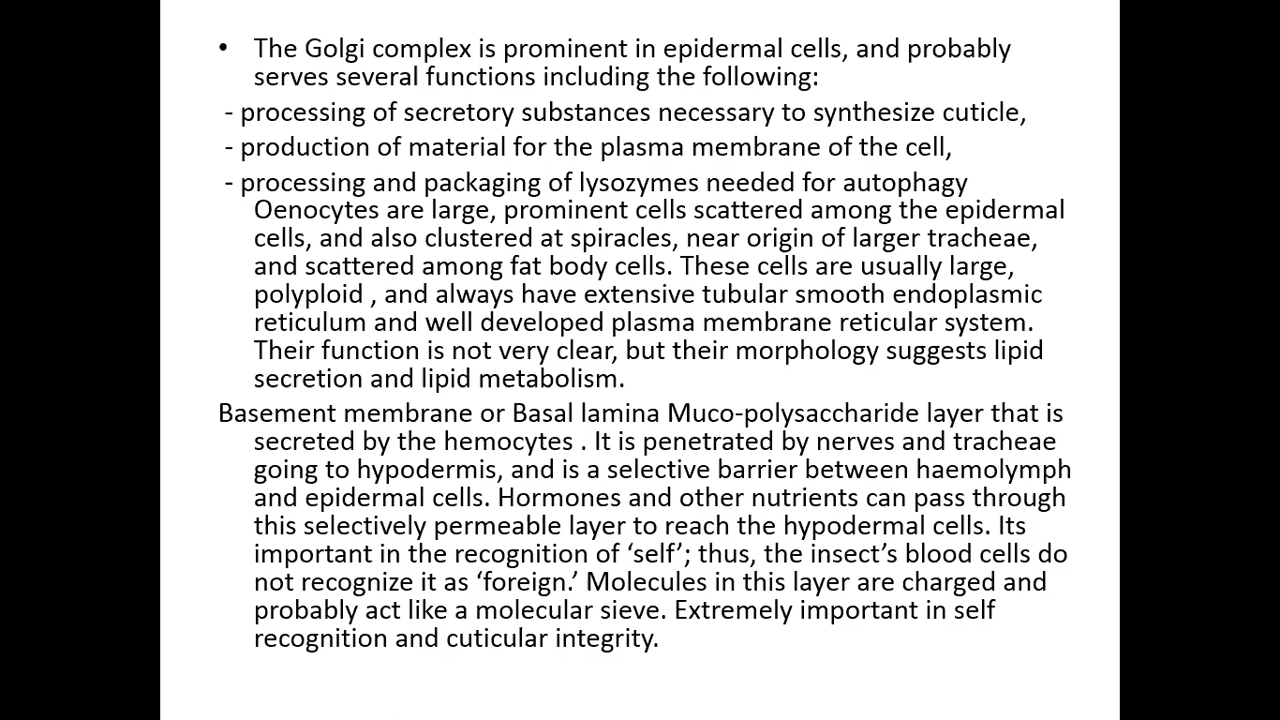 • The Golgi complex is prominent in epidermal cells, and probably
serves several functions including the following:
- processing of secretory substances necessary to synthesize cuticle,
- production of material for the plasma membrane of the cell,
- processing and packaging of lysozymes needed for autophagy
Oenocytes are large, prominent cells scattered among the epidermal
cells, and also clustered at spiracles, near origin of larger tracheae,
and scattered among fat body cells. These cells are usually large,
polyploid , and always have extensive tubular smooth endoplasmic
reticulum and well developed plasma membrane reticular system.
Their function is not very clear, but their morphology suggests lipid
secretion and lipid metabolism.
Basement membrane or Basal lamina Muco-polysaccharide layer that is
secreted by the hemocytes . It is penetrated by nerves and tracheae
going to hypodermis, and is a selective barrier between haemolymph
and epidermal cells. Hormones and other nutrients can pass through
this selectively permeable layer to reach the hypodermal cells. Its
important in the recognition of ‘self’; thus, the insect’s blood cells do
not recognize it as ‘foreign.’ Molecules in this layer are charged and
probably act like a molecular sieve. Extremely important in self
recognition and cuticular integrity.